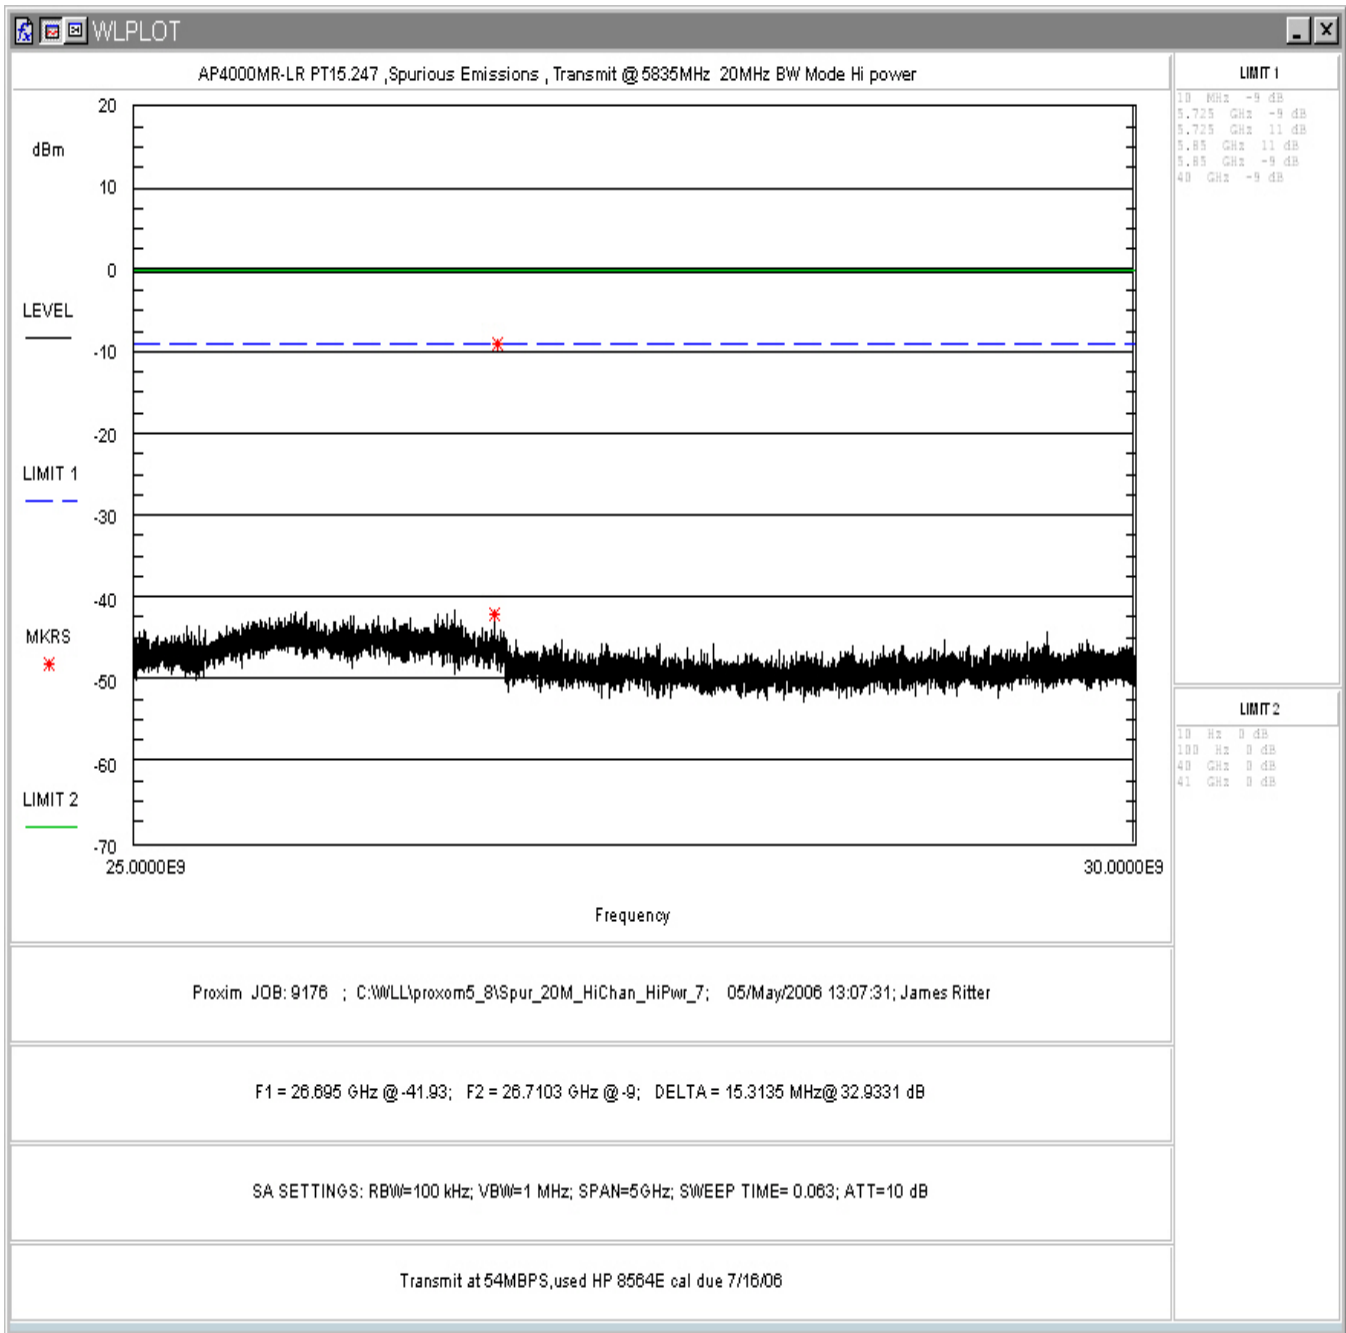 WLPLOT
AP4000MR-LR PT15.247 ,Spurious Emissions , Transmit @ 5835MHz 20MHz BW Mode Hi power
20
dBm
10
0
LEVEL
-10
-20
LIMIT 1
-30
-40
MKRS
-50
-60
LIMIT 2
-70
25.0000E9
30.0000E9
Frequency
Proxim JOB: 9176 ; C:\WLL\proxom5_8\Spur_20M_HiChan_HiPwr_7; 05/May/2006 13:07:31; James Ritter
F1 = 26.695 GHz @ -41.93; F2 = 26.7103 GHz @ -9; DELTA = 15.3135 MHz@ 32.9331 dB
SA SETTINGS: RBW=100 kHz; VBW=1 MHz; SPAN=5GHz; SWEEP TIME= 0.063; ATT=10 dB
Transmit at 54MBPS,used HP 8564E cal due 7/16/06
LIMIT 1
10 MHz -9 dB
5.725 GHz -9 dB
5.725 GHz 11 dB
5.85 GHz 11 dB
5.85 GHz -9 dB
40 GHz -9 dB
LIMIT 2
10 Hz 0 dB
100 Hz 0 dB
40 GHz 0 dB
41 GHz 0 dB